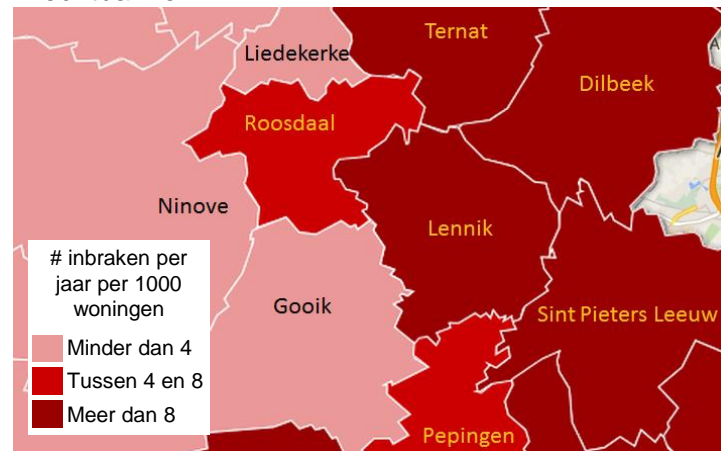 Liedekerke
Ternat
Dilbeek
Roosdaal
Ninove
Lennik
Gooik
Sint Pieters Leeuw
Pepingen
# inbraken per
jaar per 1000
woningen
Minder dan 4
Tussen 4 en 8
Meer dan 8